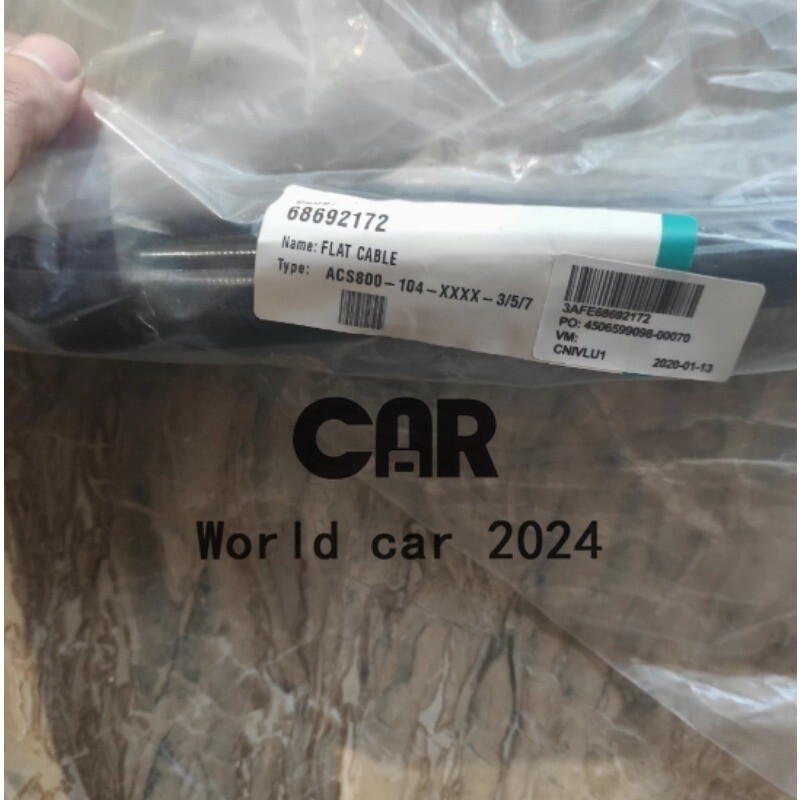 68692172
Name: FLAT CABLE
Type: ACS800-104-XXXX-3/5/7
3AFE68692172
PO: 4506599098-00070
VM:
CNIVLU1
2020-01-13
CAR
World car 2024